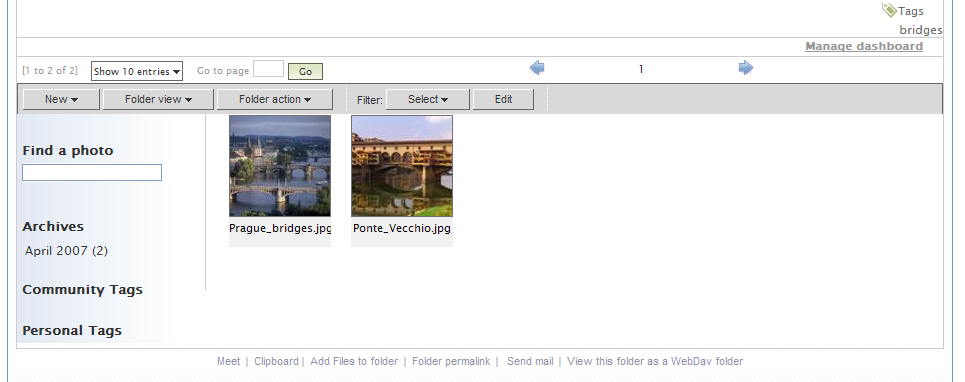 Tags
bridges
Manage dashboard
[1 to 2 of 2] Show 10 entries Go to page Go 1
New Folder view Folder action Filter: Select Edit
Find a photo
Prague_bridges.jpg Ponte_Vecchio.jpg
Archives
April 2007 (2)
Community Tags
Personal Tags
Meet | Clipboard | Add Files to folder | Folder permalink | Send mail | View this folder as a WebDav folder